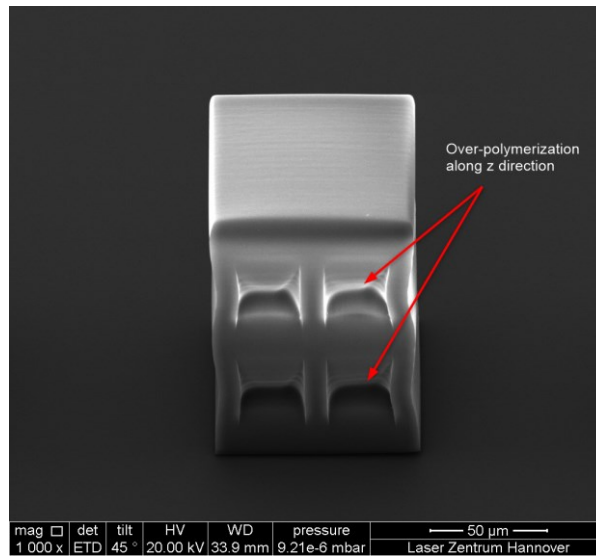 Over-polymerization
along z direction
mag □ det tilt HV WD pressure
1 000 x ETD 45 ° 20.00 kV 33.9 mm 9.21e-6 mbar
50 µm
Laser Zentrum Hannover